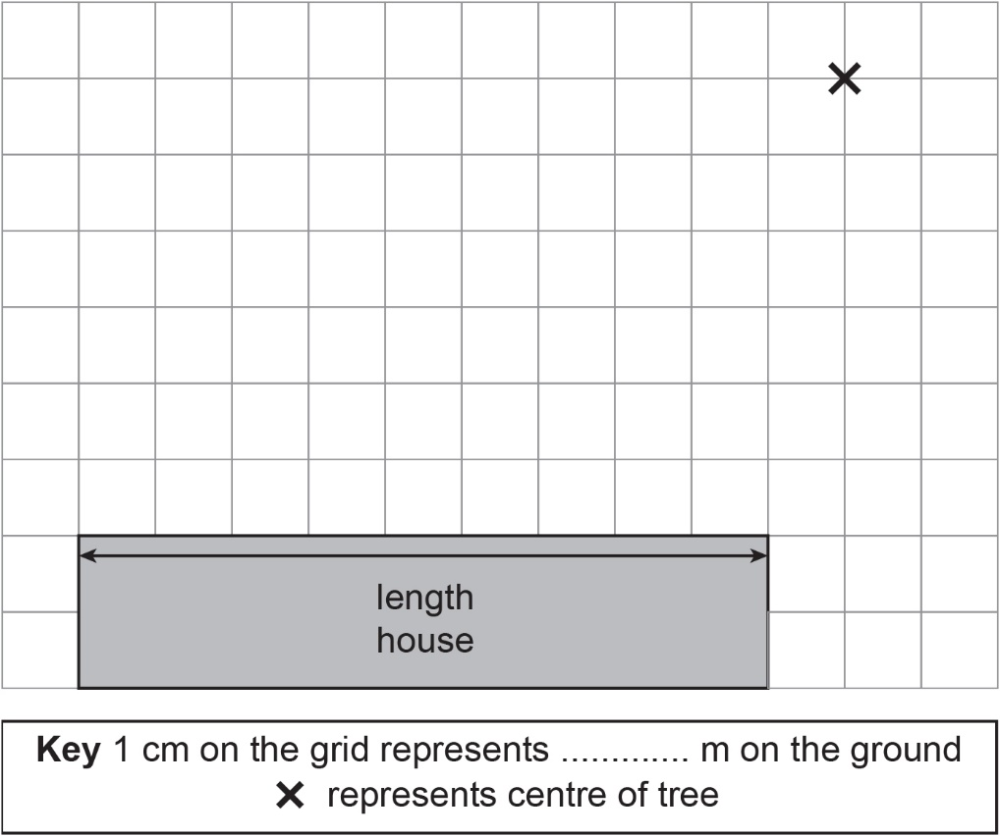 length
house
Key 1 cm on the grid represents ............. m on the ground
✕ represents centre of tree